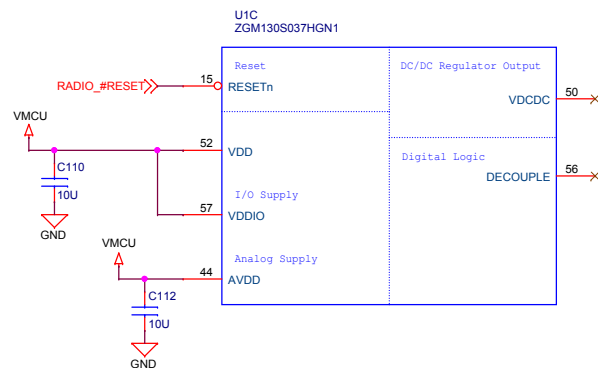 U1C
ZGM130S037HGN1
Reset
DC/DC Regulator Output
RADIO_#RESET
15
RESETn
50
VDCDC
VMCU
52
VDD
Digital Logic
56
DECOUPLE
C110
10U
I/O Supply
57
VDDIO
GND
VMCU
Analog Supply
44
AVDD
C112
10U
GND